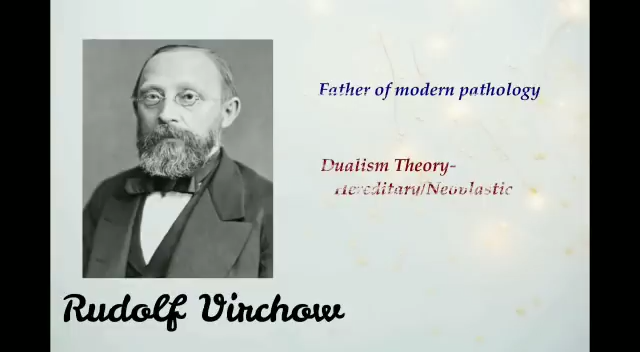 Father of modern pathology
Dualism Theory-
Hereditary/Neoplastic
Rudolf Virchow